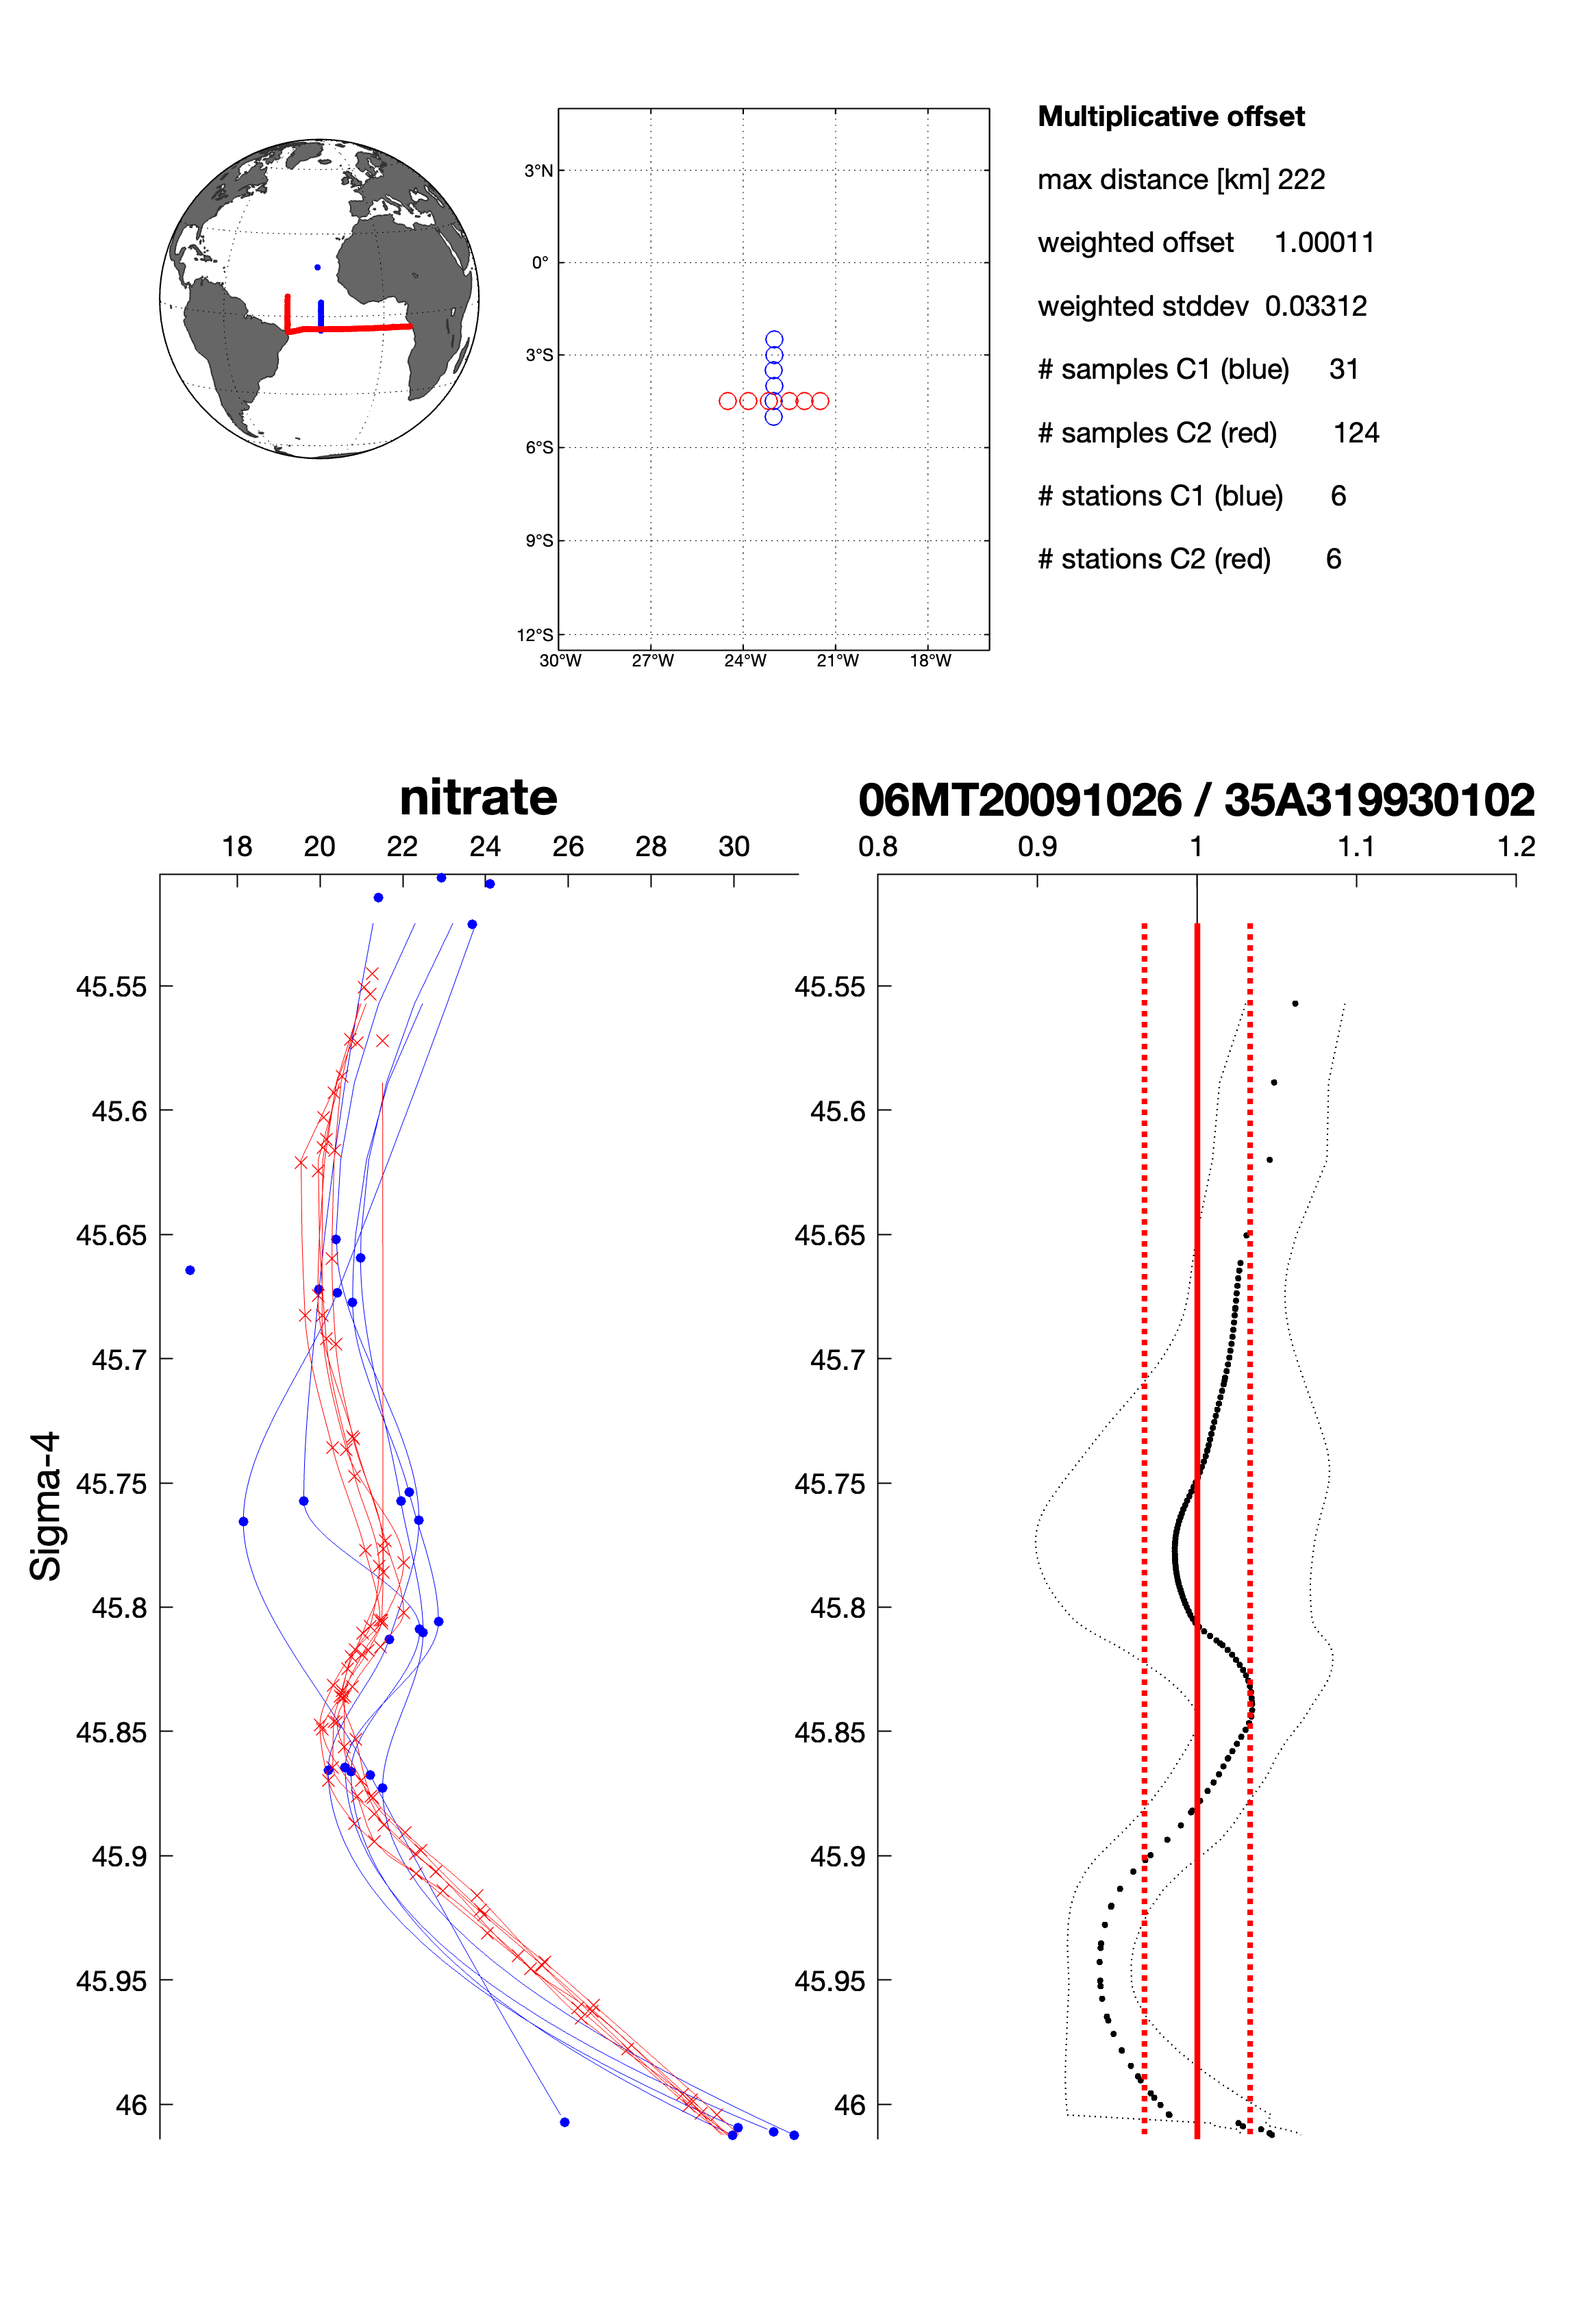 Multiplicative offset
max distance [km] 222
weighted offset 1.00011
weighted stddev 0.03312
# samples C1 (blue) 31
# samples C2 (red) 124
# stations C1 (blue) 6
# stations C2 (red) 6
3°N
0°
3°S
6°S
9°S
12°S
30°W 27°W 24°W 21°W 18°W
nitrate
18 20 22 24 26 28 30
45.55
45.6
45.65
45.7
45.75
45.8
45.85
45.9
45.95
46
Sigma-4
06MT20091026 / 35A319930102
0.8 0.9 1 1.1 1.2
45.55
45.6
45.65
45.7
45.75
45.8
45.85
45.9
45.95
46